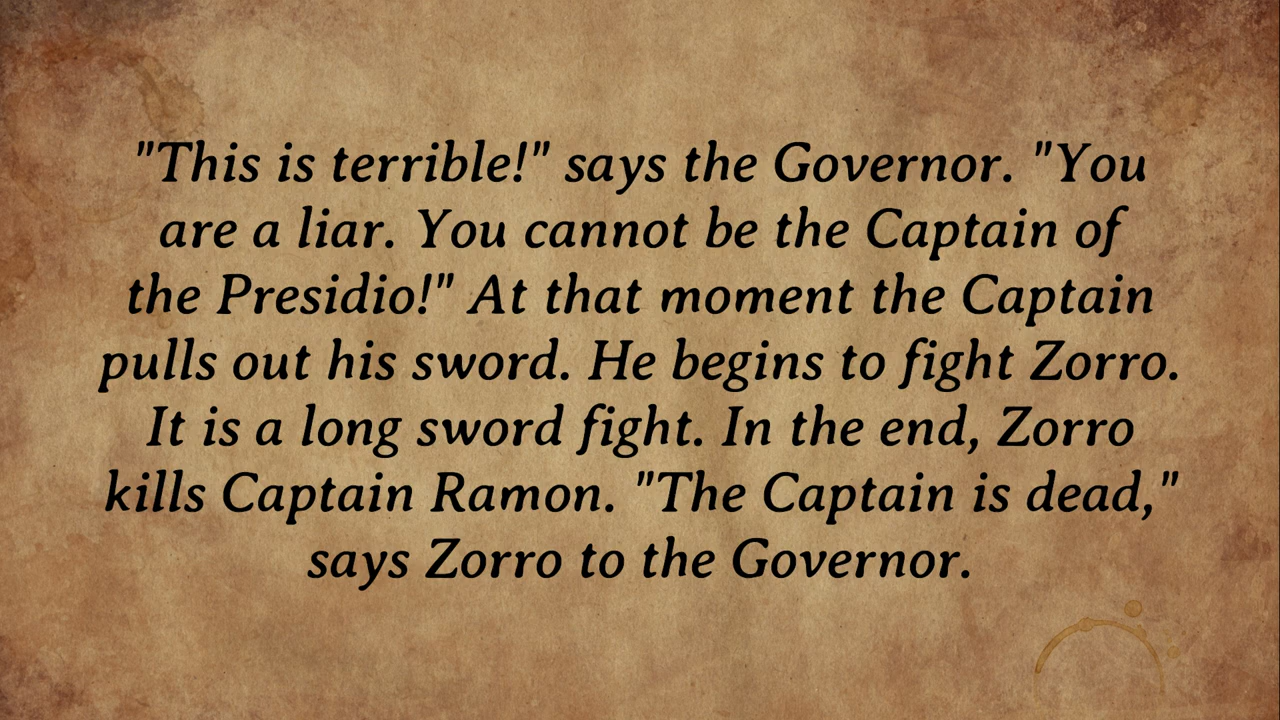 "This is terrible!" says the Governor. "You
are a liar. You cannot be the Captain of
the Presidio!" At that moment the Captain
pulls out his sword. He begins to fight Zorro.
It is a long sword fight. In the end, Zorro
kills Captain Ramon. "The Captain is dead,"
says Zorro to the Governor.